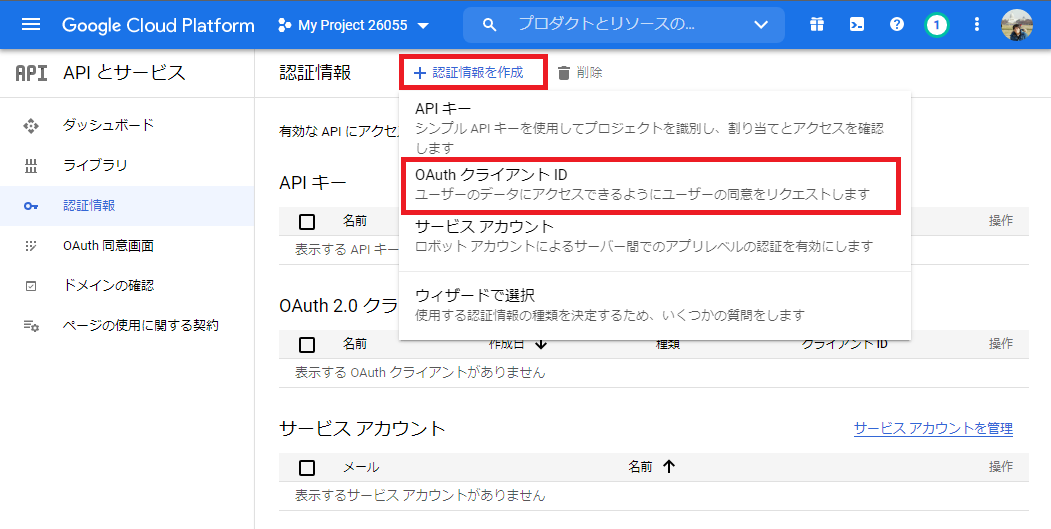 Google Cloud Platform
My Project 26055
プロダクトとリソースの...
1
API
API とサービス
認証情報
+ 認証情報を作成
削除
ダッシュボード
ライブラリ
認証情報
OAuth 同意画面
ドメインの確認
ページの使用に関する契約
有効な API にアクセ
API キー
シンプル API キーを使用してプロジェクトを識別し、割り当てとアクセスを確認
します
OAuth クライアント ID
ユーザーのデータにアクセスできるようにユーザーの同意をリクエストします
サービス アカウント
ロボット アカウントによるサーバー間でのアプリレベルの認証を有効にします
ウィザードで選択
使用する認証情報の種類を決定するため、いくつかの質問をします
API キー
名前
操作
表示する API キー
OAuth 2.0 クラ
名前
作成日
種類
クライアント ID
操作
表示する OAuth クライアントがありません
サービス アカウント
サービス アカウントを管理
メール
名前
操作
表示するサービス アカウントがありません